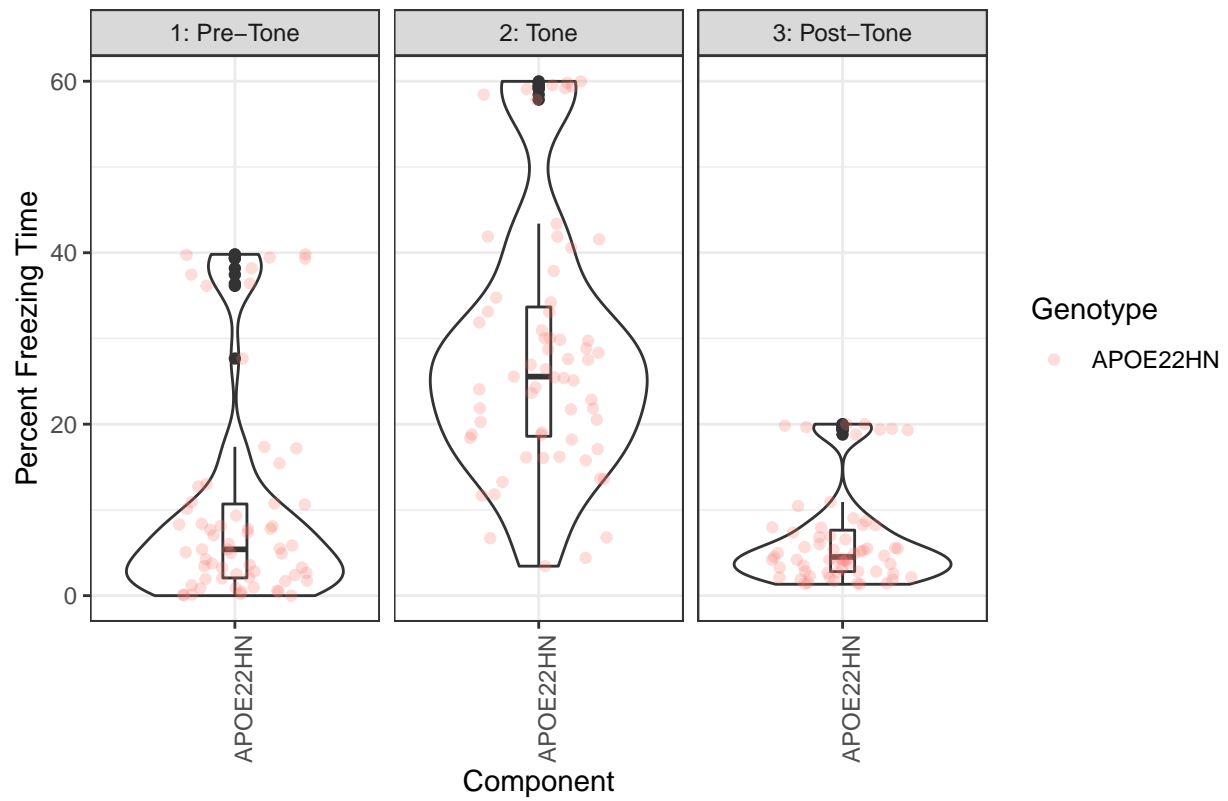 1: Pre−Tone
2: Tone
3: Post−Tone
Percent Freezing Time
60
40
20
0
APOE22HN
APOE22HN
APOE22HN
Component
Genotype
APOE22HN